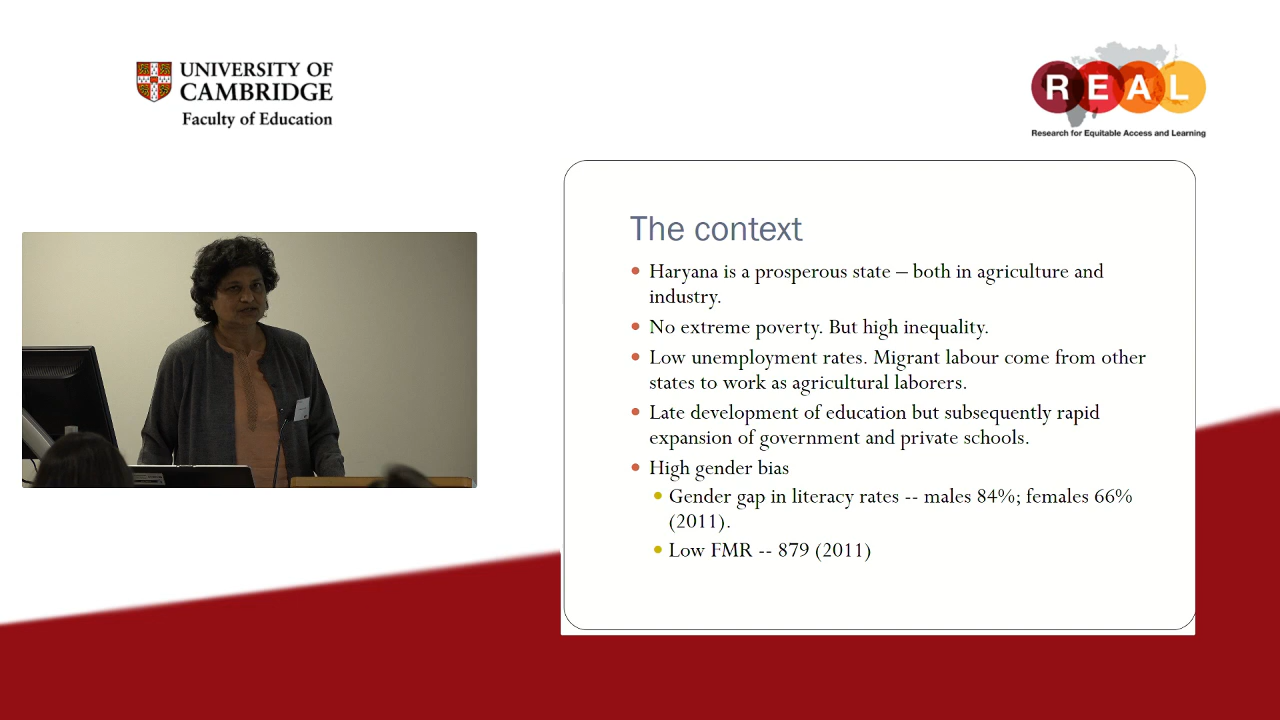 UNIVERSITY OF
CAMBRIDGE
Faculty of Education
R E A L
Research for Equitable Access and Learning
The context
• Haryana is a prosperous state – both in agriculture and
industry.
• No extreme poverty. But high inequality.
• Low unemployment rates. Migrant labour come from other
states to work as agricultural laborers.
• Late development of education but subsequently rapid
expansion of government and private schools.
• High gender bias
• Gender gap in literacy rates -- males 84%; females 66%
(2011).
• Low FMR -- 879 (2011)